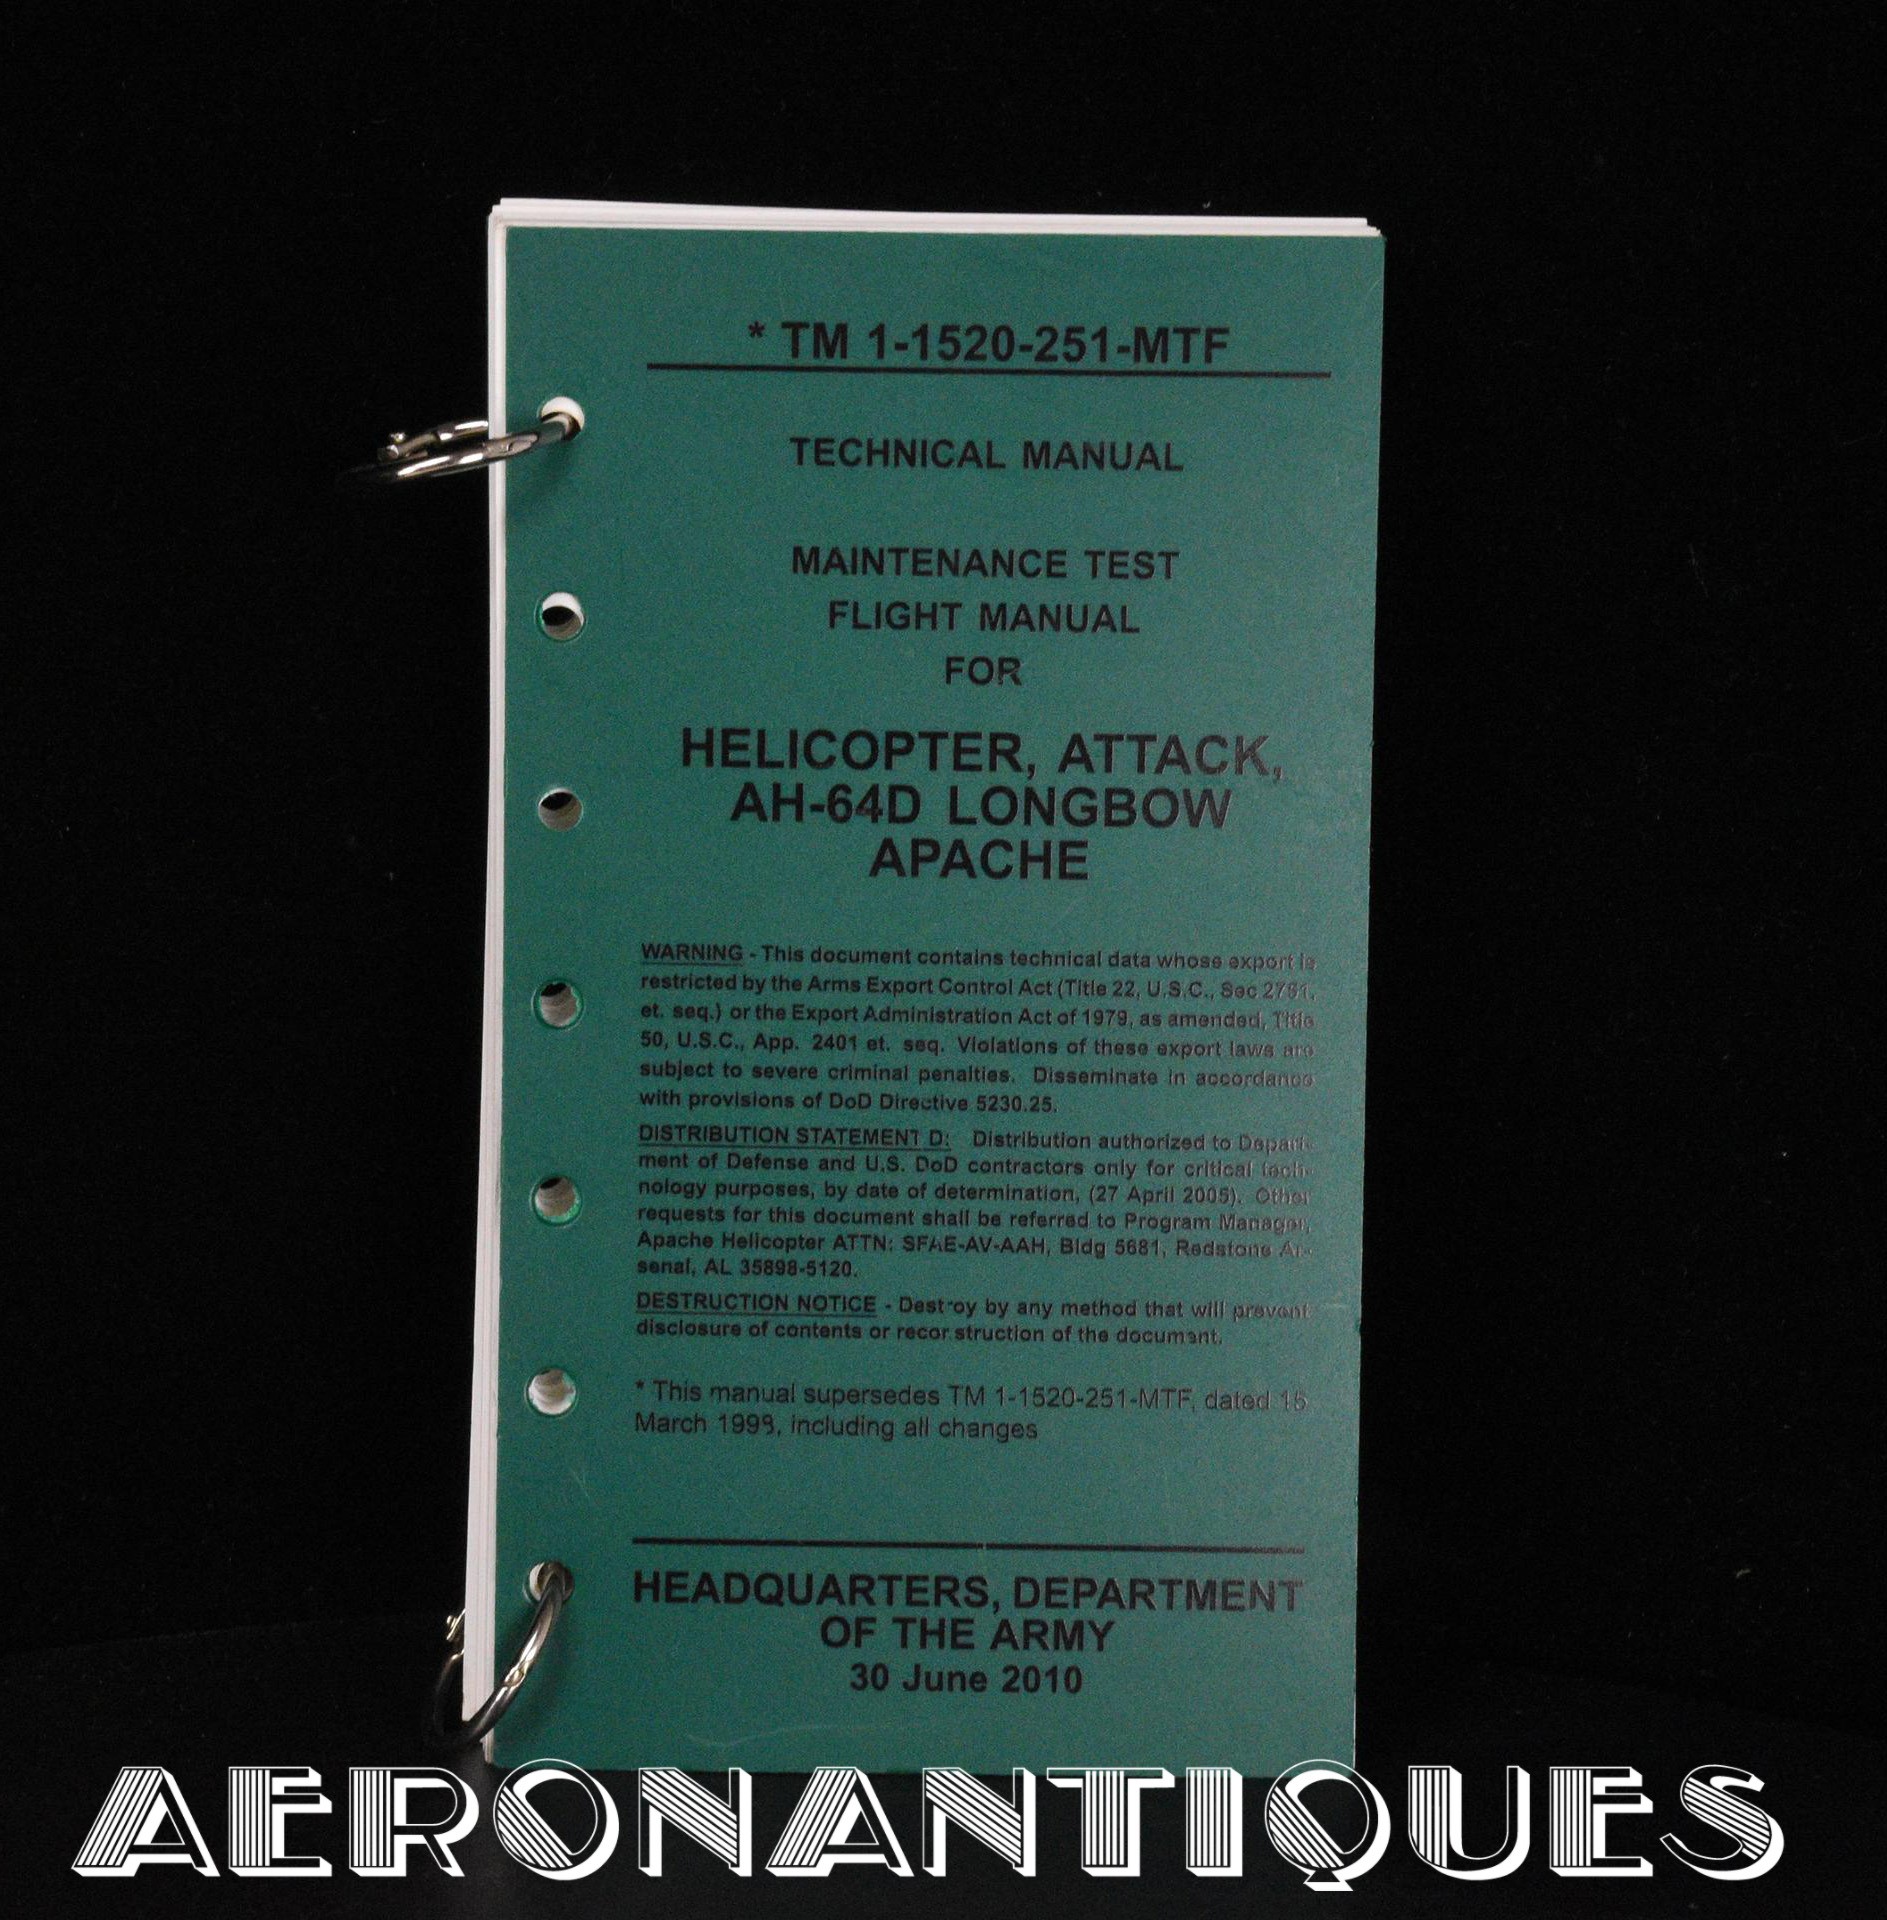 * TM 1-1520-251-MTF
TECHNICAL MANUAL
MAINTENANCE TEST
FLIGHT MANUAL
FOR
HELICOPTER, ATTACK,
AH-64D LONGBOW
APACHE
WARNING - This document contains technical data whose export is
restricted by the Arms Export Control Act (Title 22, U.S.C., Sec 2751,
et. seq.) or the Export Administration Act of 1979, as amended, Title
50, U.S.C., App. 2401 et. seq. Violations of these export laws are
subject to severe criminal penalties. Disseminate in accordance
with provisions of DoD Directive 5230.25.
DISTRIBUTION STATEMENT D: Distribution authorized to Depart-
ment of Defense and U.S. DoD contractors only for critical tech-
nology purposes, by date of determination, (27 April 2005). Other
requests for this document shall be referred to Program Manager,
Apache Helicopter ATTN: SFAE-AV-AAH, Bldg 5681, Redstone Ar-
senal, AL 35898-5120.
DESTRUCTION NOTICE - Destroy by any method that will prevent
disclosure of contents or reconstruction of the document.
* This manual supersedes TM 1-1520-251-MTF, dated 15
March 1998, including all changes
HEADQUARTERS, DEPARTMENT
OF THE ARMY
30 June 2010
AERONANTIQUES